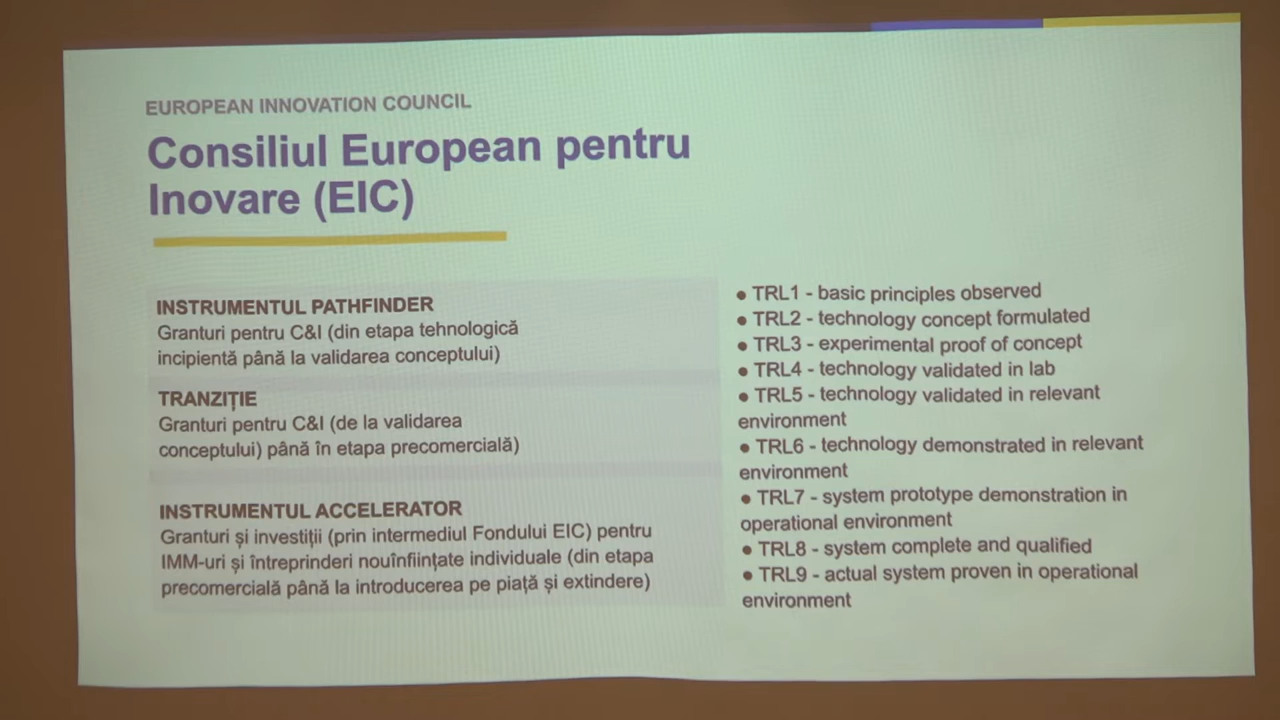 EUROPEAN INNOVATION COUNCIL
Consiliul European pentru
Inovare (EIC)
INSTRUMENTUL PATHFINDER
Granturi pentru C&I (din etapa tehnologică
incipientă până la validarea conceptului)
TRANZIȚIE
Granturi pentru C&I (de la validarea
conceptului) până în etapa precomercială)
INSTRUMENTUL ACCELERATOR
Granturi și investiții (prin intermediul Fondului EIC) pentru
IMM-uri și întreprinderi nouînființate individuale (din etapa
precomercială până la introducerea pe piață și extindere)
● TRL1 - basic principles observed
● TRL2 - technology concept formulated
● TRL3 - experimental proof of concept
● TRL4 - technology validated in lab
● TRL5 - technology validated in relevant
environment
● TRL6 - technology demonstrated in relevant
environment
● TRL7 - system prototype demonstration in
operational environment
● TRL8 - system complete and qualified
● TRL9 - actual system proven in operational
environment